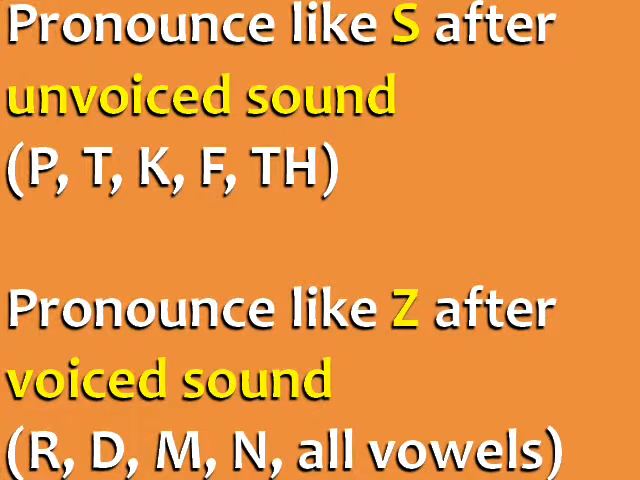 Pronounce like S after
unvoiced sound
(P, T, K, F, TH)
Pronounce like Z after
voiced sound
(R, D, M, N, all vowels)